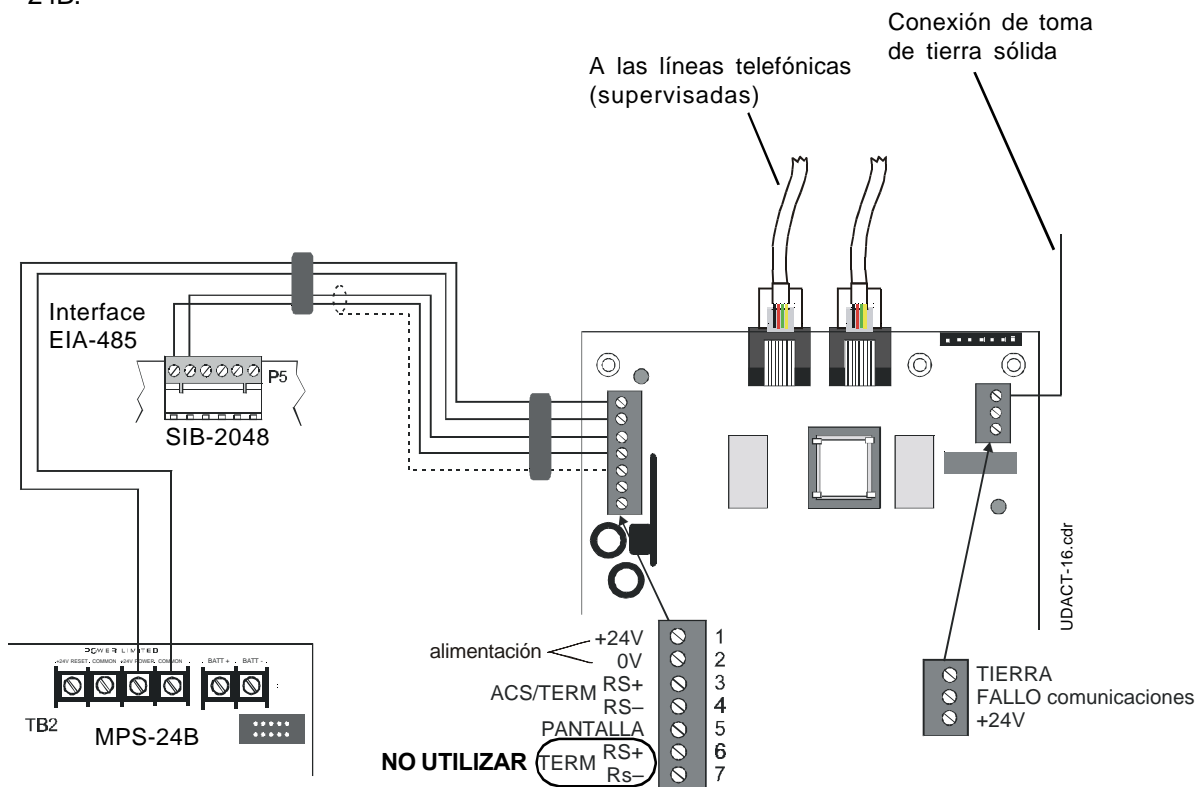 24B.
Conexión de toma
de tierra sólida
A las líneas telefónicas
(supervisadas)
Interface
EIA-485
P5
SIB-2048
UDACT-16.cdr
POWER LIMITED
+24V RESET COMMON +24V POWER COMMON BATT + BATT -
TB2
MPS-24B
alimentación
+24V 1
0V 2
ACS/TERM RS+ 3
RS– 4
PANTALLA 5
NO UTILIZAR TERM RS+ 6
Rs– 7
TIERRA
FALLO comunicaciones
+24V